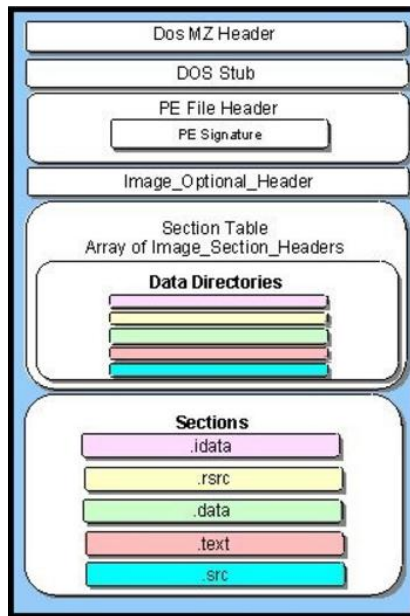 Dos MZ Header
DOS Stub
PE File Header
PE Signature
Image_Optional_Header
Section Table
Array of Image_Section_Headers
Data Directories
Sections
.idata
.rsrc
.data
.text
.src